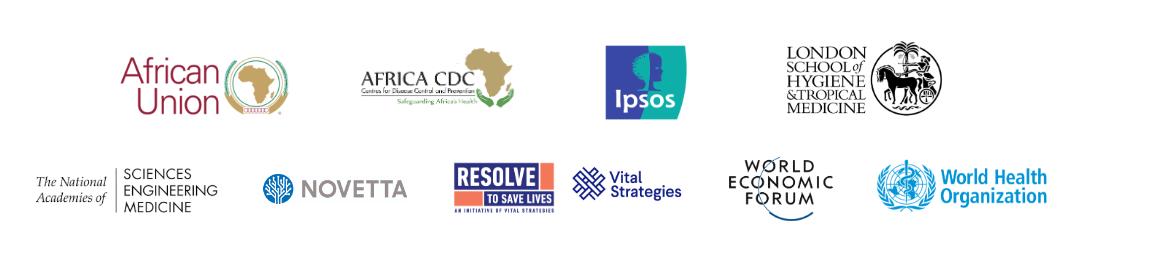 African
Union
AFRICA CDC
Centres for Disease Control and Prevention
Safeguarding Africa's Health
Ipsos
LONDON
SCHOOL of
HYGIENE
& TROPICAL
MEDICINE
The National
Academies of
SCIENCES
ENGINEERING
MEDICINE
NOVETTA
RESOLVE
TO SAVE LIVES
AN INITIATIVE OF VITAL STRATEGIES
Vital
Strategies
WORLD
ECONOMIC
FORUM
World Health
Organization